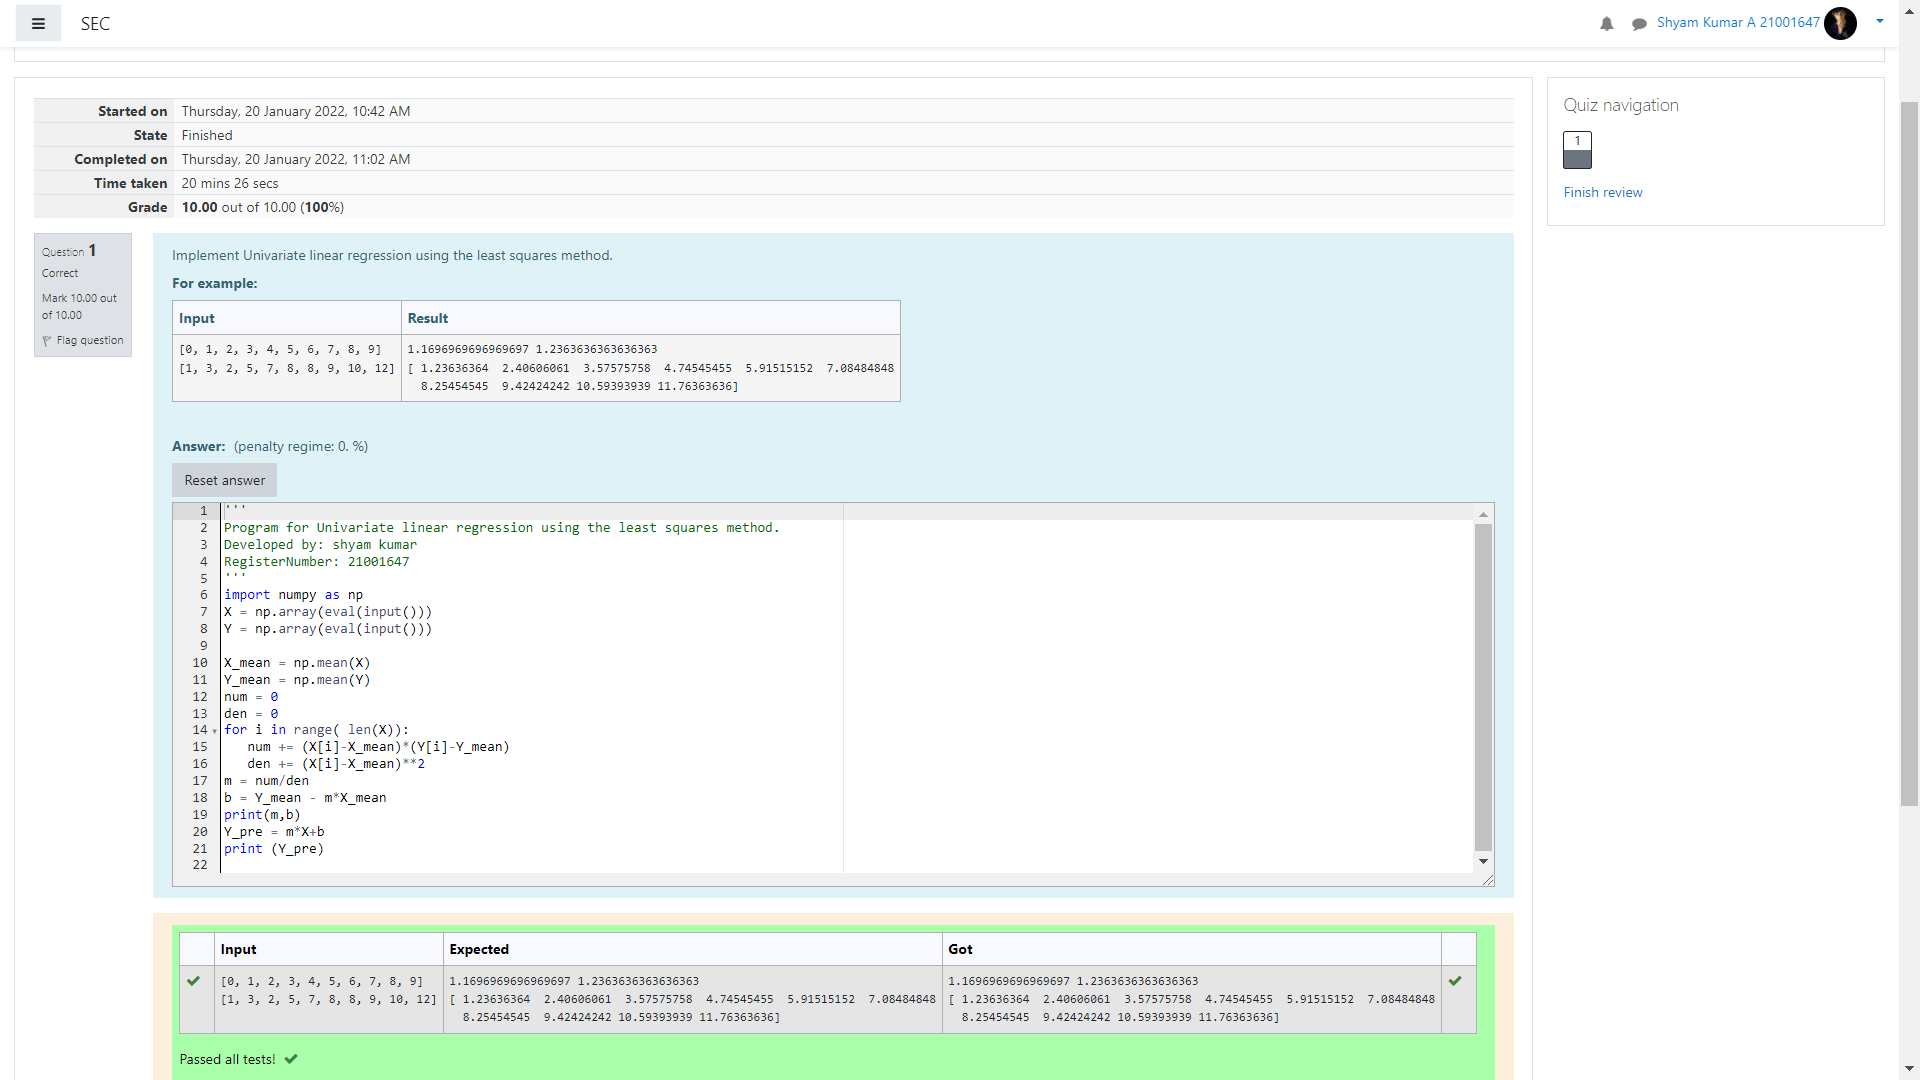 SEC
Shyam Kumar A 21001647
Started on Thursday, 20 January 2022, 10:42 AM
State Finished
Completed on Thursday, 20 January 2022, 11:02 AM
Time taken 20 mins 26 secs
Grade 10.00 out of 10.00 (100%)
Quiz navigation
1
Finish review
Question 1
Correct
Mark 10.00 out
of 10.00
Flag question
Implement Univariate linear regression using the least squares method.
For example:
Input Result
[0, 1, 2, 3, 4, 5, 6, 7, 8, 9] 1.1696969696969697 1.2363636363636363
[1, 3, 2, 5, 7, 8, 8, 9, 10, 12] [ 1.23636364  2.40606061  3.57575758  4.74545455  5.91515152  7.08484848
8.25454545  9.42424242 10.59393939 11.76363636]
Answer: (penalty regime: 0. %)
Reset answer
1 '''
2 Program for Univariate linear regression using the least squares method.
3 Developed by: shyam kumar
4 RegisterNumber: 21001647
5 '''
6 import numpy as np
7 X = np.array(eval(input()))
8 Y = np.array(eval(input()))
9
10 X_mean = np.mean(X)
11 Y_mean = np.mean(Y)
12 num = 0
13 den = 0
14 for i in range( len(X)):
15    num += (X[i]-X_mean)*(Y[i]-Y_mean)
16    den += (X[i]-X_mean)**2
17 m = num/den
18 b = Y_mean - m*X_mean
19 print(m,b)
20 Y_pre = m*X+b
21 print (Y_pre)
22
Input Expected Got
[0, 1, 2, 3, 4, 5, 6, 7, 8, 9] 1.1696969696969697 1.2363636363636363 1.1696969696969697 1.2363636363636363
[1, 3, 2, 5, 7, 8, 8, 9, 10, 12] [ 1.23636364  2.40606061  3.57575758  4.74545455  5.91515152  7.08484848 [ 1.23636364  2.40606061  3.57575758  4.74545455  5.91515152  7.08484848
8.25454545  9.42424242 10.59393939 11.76363636] 8.25454545  9.42424242 10.59393939 11.76363636]
Passed all tests!